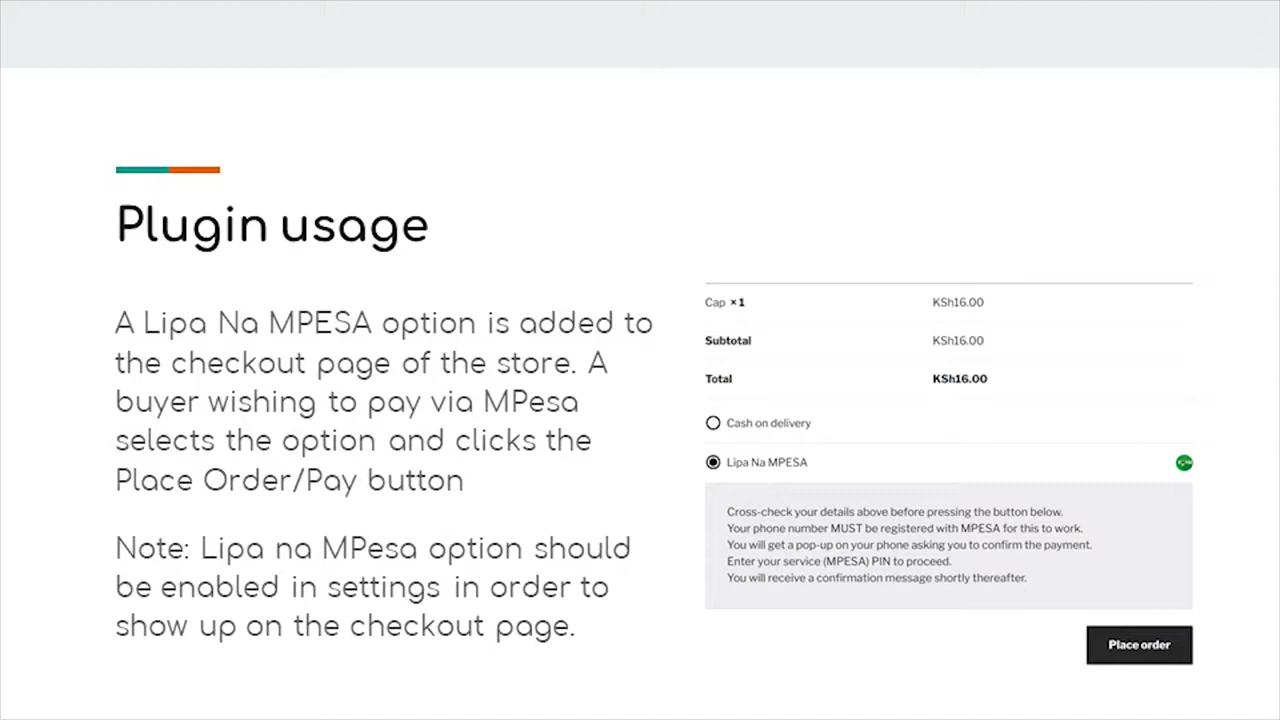 Plugin usage
A Lipa Na MPESA option is added to
the checkout page of the store. A
buyer wishing to pay via MPesa
selects the option and clicks the
Place Order/Pay button
Note: Lipa na MPesa option should
be enabled in settings in order to
show up on the checkout page.
Cap × 1 KSh16.00
Subtotal KSh16.00
Total KSh16.00
Cash on delivery
Lipa Na MPESA
Cross-check your details above before pressing the button below.
Your phone number MUST be registered with MPESA for this to work.
You will get a pop-up on your phone asking you to confirm the payment.
Enter your service (MPESA) PIN to proceed.
You will receive a confirmation message shortly thereafter.
Place order